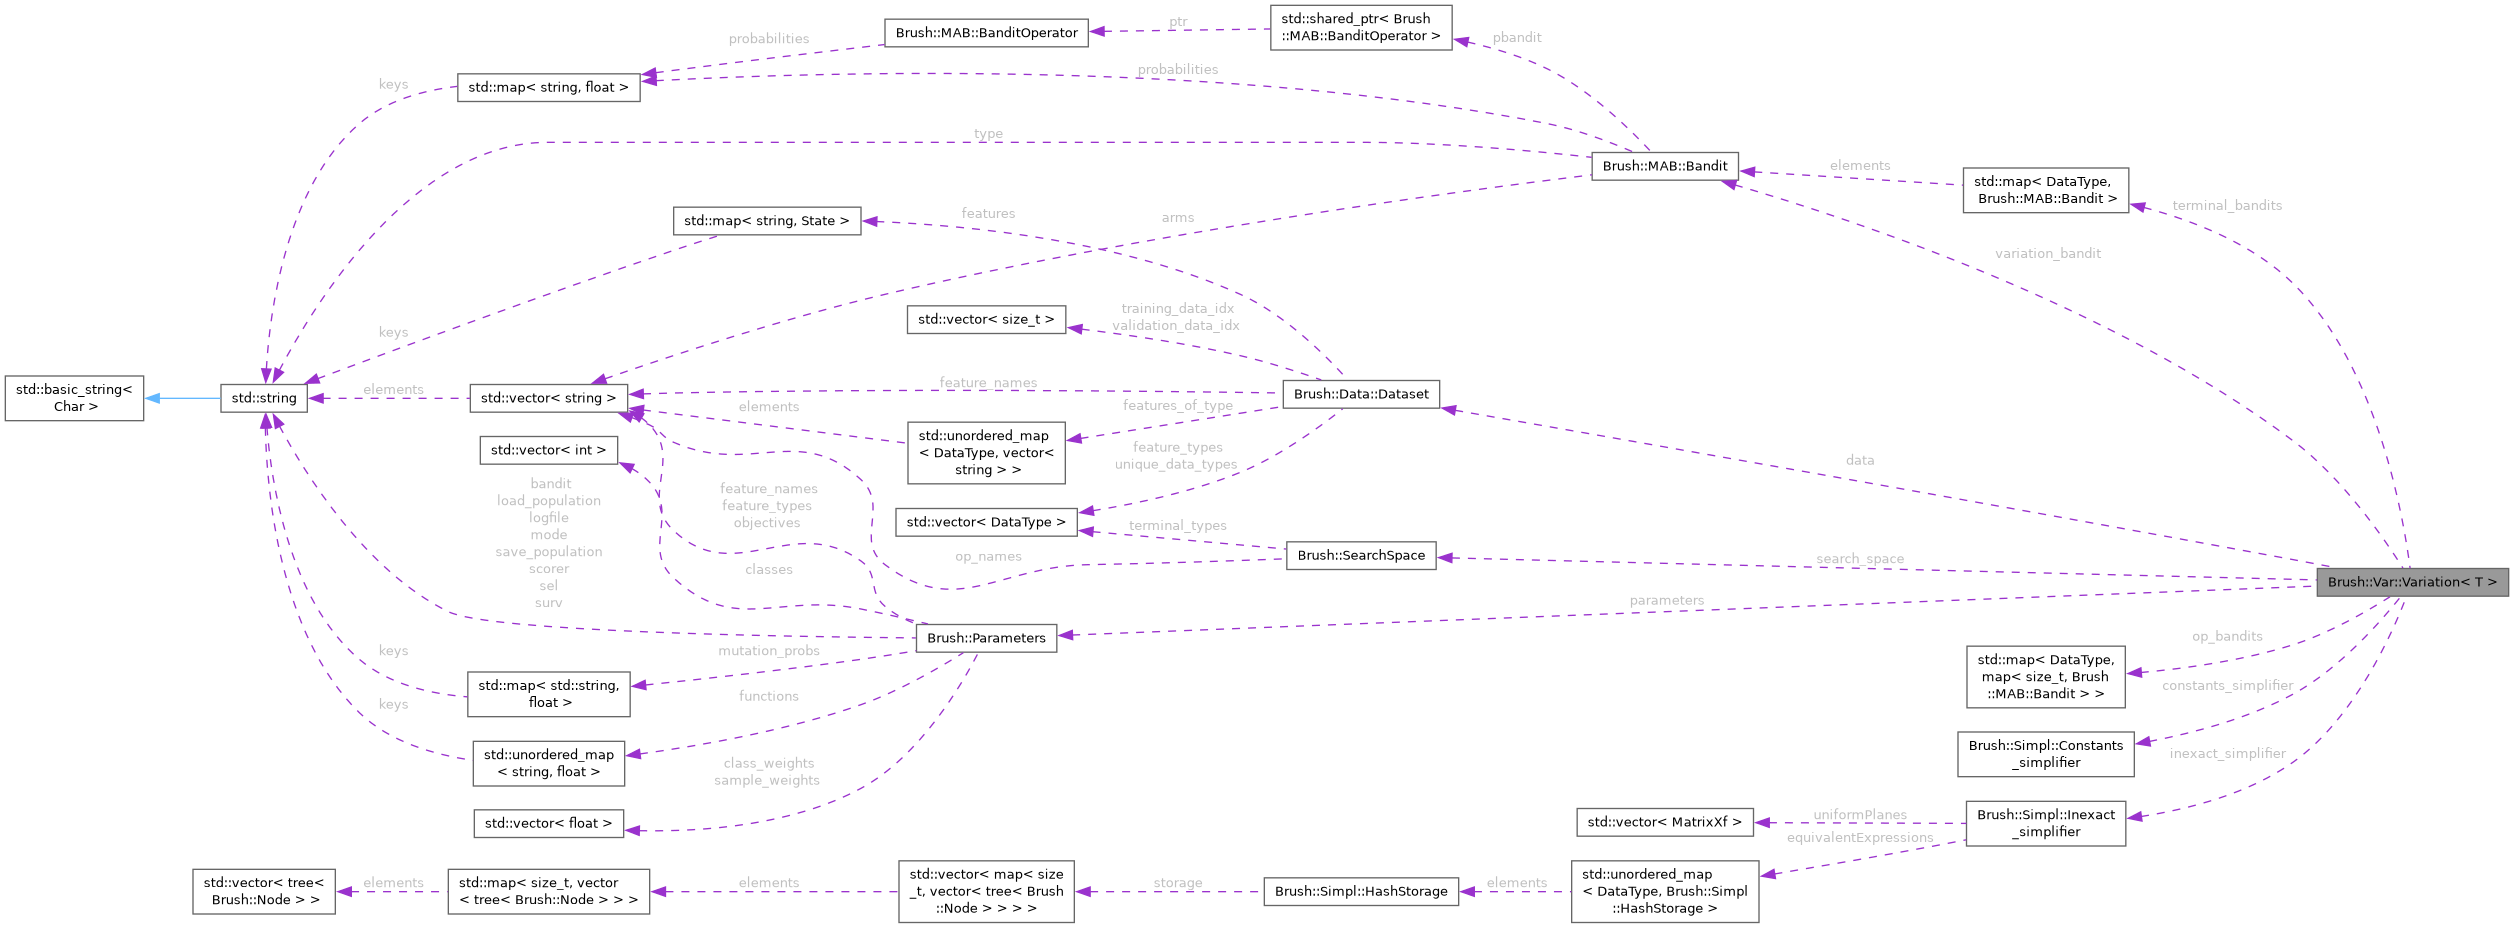 std::shared_ptr< Brush
::MAB::BanditOperator >
ptr
Brush::MAB::BanditOperator
pbandit
probabilities
probabilities
std::map< string, float >
keys
type
Brush::MAB::Bandit
elements
std::map< DataType,
Brush::MAB::Bandit >
terminal_bandits
std::map< string, State >
features
arms
variation_bandit
std::vector< size_t >
training_data_idx
validation_data_idx
keys
std::basic_string<
Char >
std::string
elements
std::vector< string >
feature_names
Brush::Data::Dataset
elements
features_of_type
std::unordered_map
< DataType, vector<
string > >
std::vector< int >
feature_types
unique_data_types
data
bandit
load_population
logfile
mode
save_population
scorer
sel
surv
feature_names
feature_types
objectives
std::vector< DataType >
terminal_types
Brush::SearchSpace
op_names
search_space
classes
Brush::Var::Variation< T >
parameters
Brush::Parameters
keys
mutation_probs
op_bandits
std::map< DataType,
map< size_t, Brush
::MAB::Bandit > >
std::map< std::string,
float >
functions
constants_simplifier
keys
std::unordered_map
< string, float >
Brush::Simpl::Constants
_simplifier
inexact_simplifier
class_weights
sample_weights
std::vector< float >
std::vector< MatrixXf >
uniformPlanes
Brush::Simpl::Inexact
_simplifier
equivalentExpressions
std::vector< tree<
Brush::Node > >
elements
std::map< size_t, vector
< tree< Brush::Node > > >
elements
std::vector< map< size
_t, vector< tree< Brush
::Node > > > >
storage
Brush::Simpl::HashStorage
elements
std::unordered_map
< DataType, Brush::Simpl
::HashStorage >